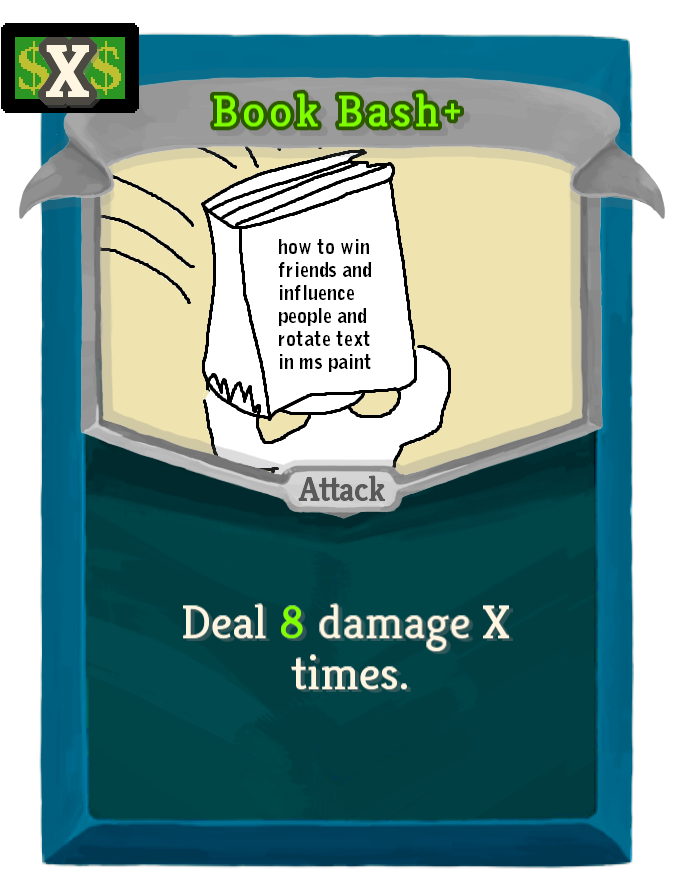 $X$
Book Bash+
how to win
friends and
influence
people and
rotate text
in ms paint
Attack
Deal 8 damage X
times.